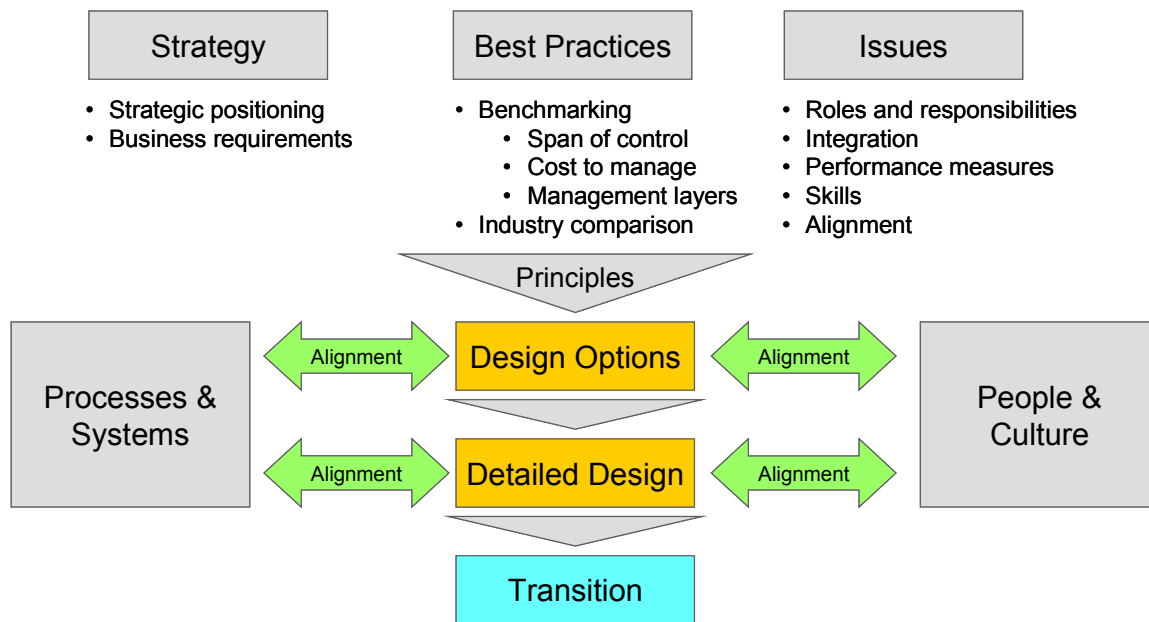 Strategy
Best Practices
Issues
• Strategic positioning
• Business requirements
• Benchmarking
• Span of control
• Cost to manage
• Management layers
• Industry comparison
• Roles and responsibilities
• Integration
• Performance measures
• Skills
• Alignment
Principles
Processes &
Systems
Alignment
Design Options
Alignment
People &
Culture
Alignment
Detailed Design
Alignment
Transition